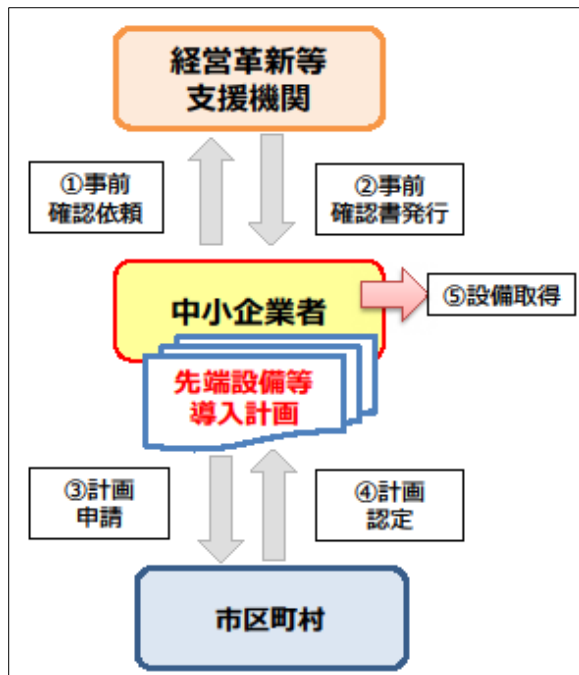 経営革新等
支援機関
①事前
確認依頼
②事前
確認書発行
中小企業者
⑤設備取得
先端設備等
導入計画
③計画
申請
④計画
認定
市区町村